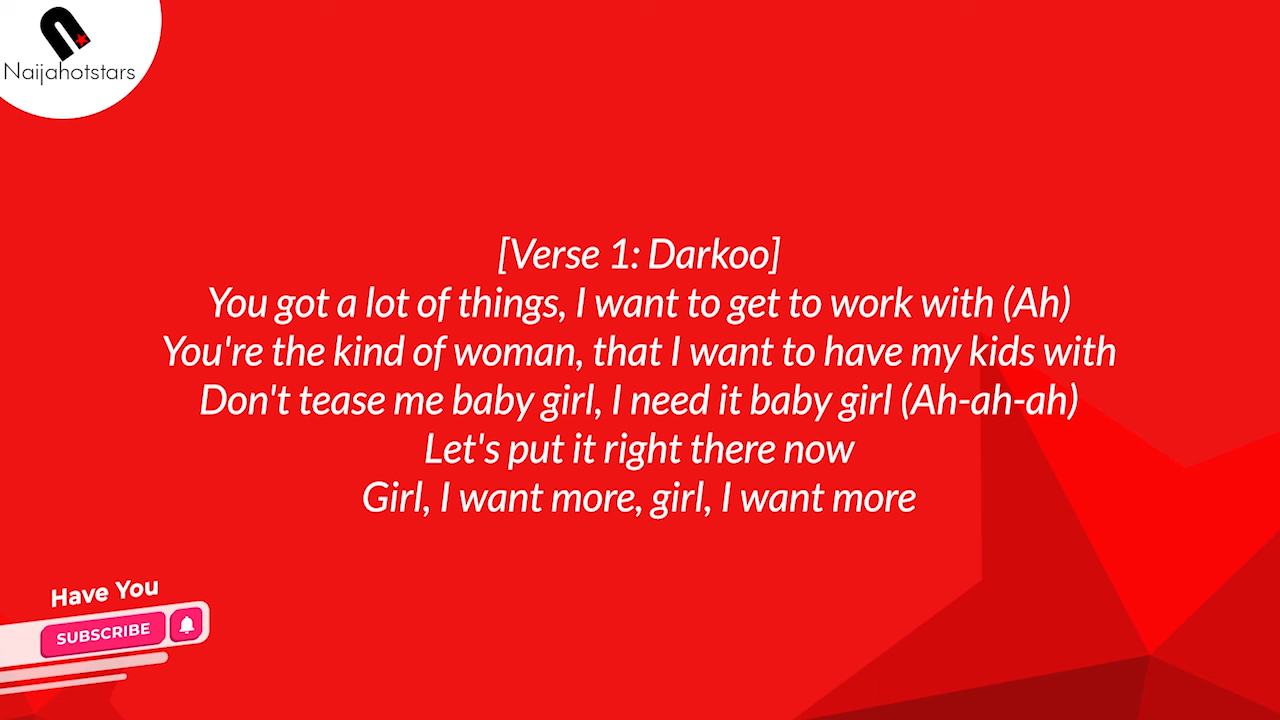 Naijahotstars
[Verse 1: Darkoo]
You got a lot of things, I want to get to work with (Ah)
You're the kind of woman, that I want to have my kids with
Don't tease me baby girl, I need it baby girl (Ah-ah-ah)
Let's put it right there now
Girl, I want more, girl, I want more
Have You
SUBSCRIBE